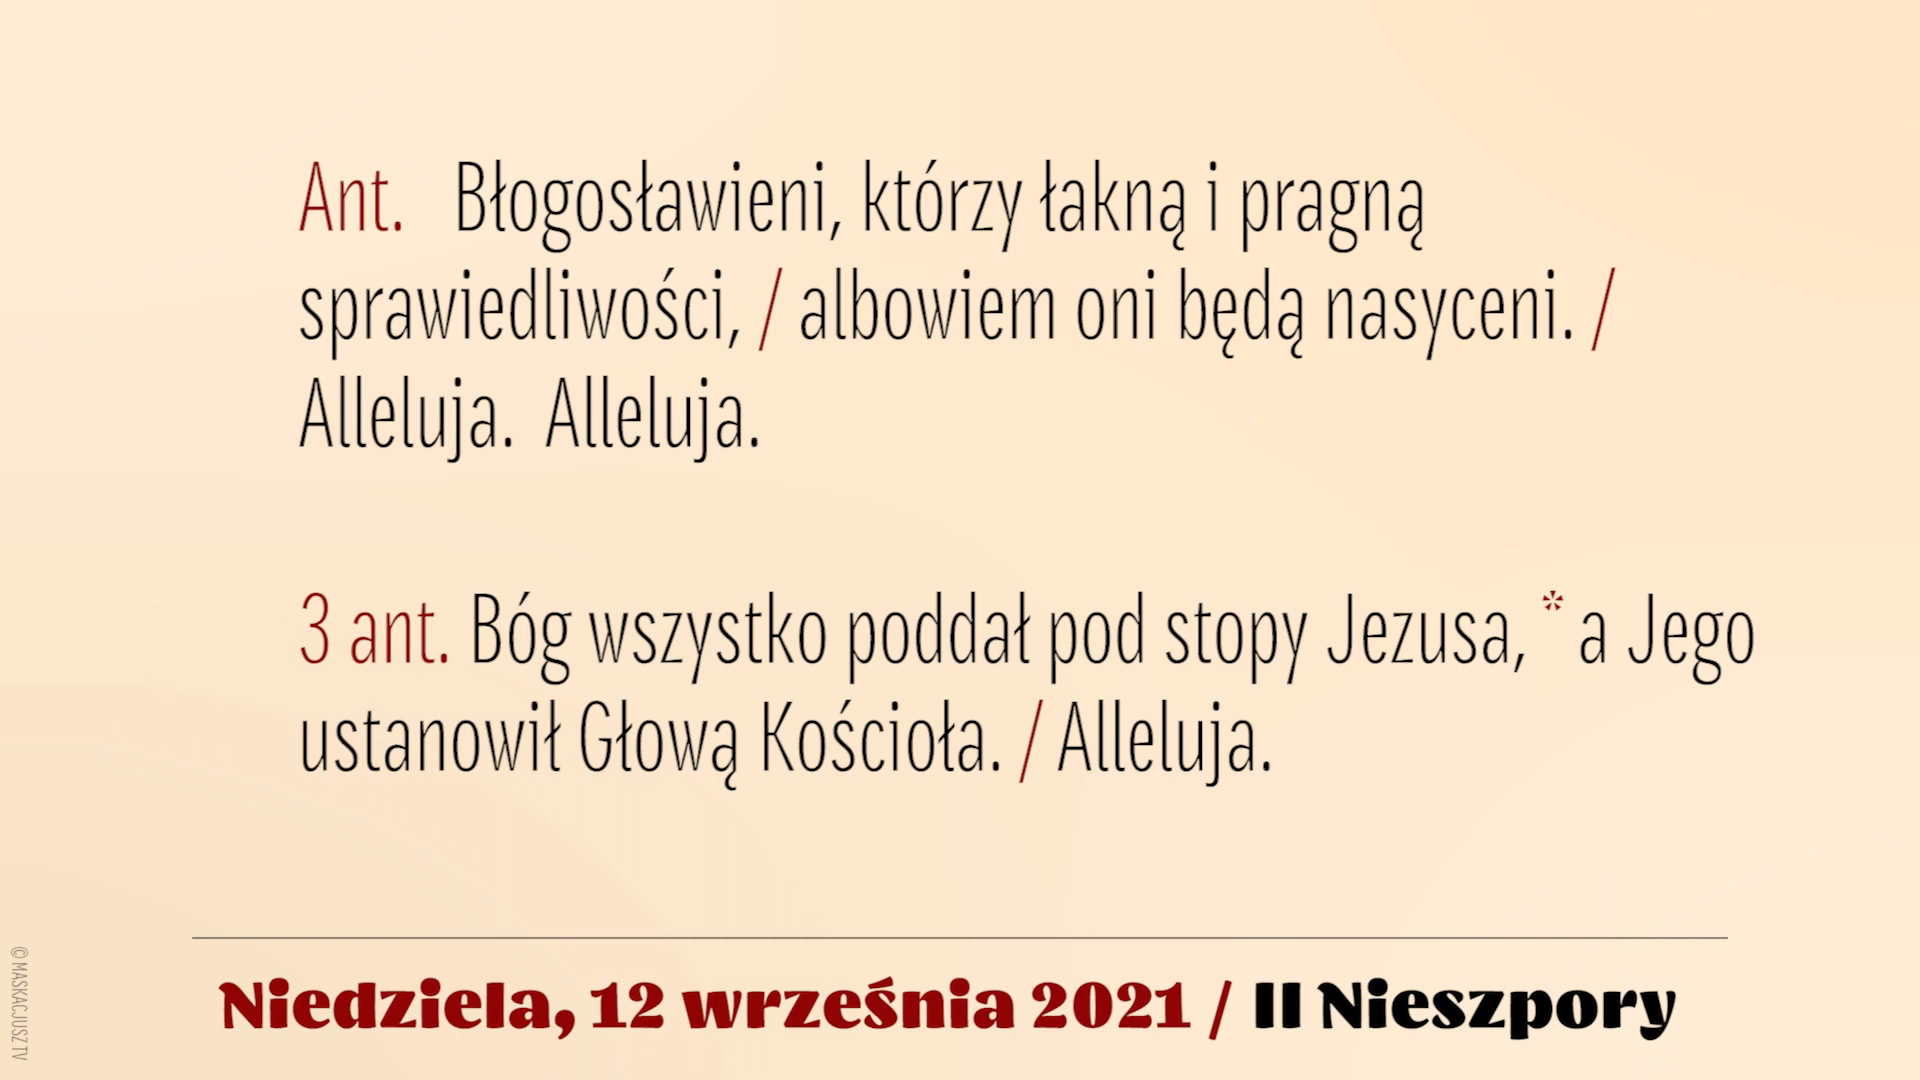 Ant. Błogosławieni, którzy łakną i pragną
sprawiedliwości, / albowiem oni będą nasyceni. /
Alleluja. Alleluja.
3 ant. Bóg wszystko poddał pod stopy Jezusa, * a Jego
ustanowił Głową Kościoła. / Alleluja.
Niedziela, 12 września 2021 / II Nieszpory
© MASKACJUSZ TV